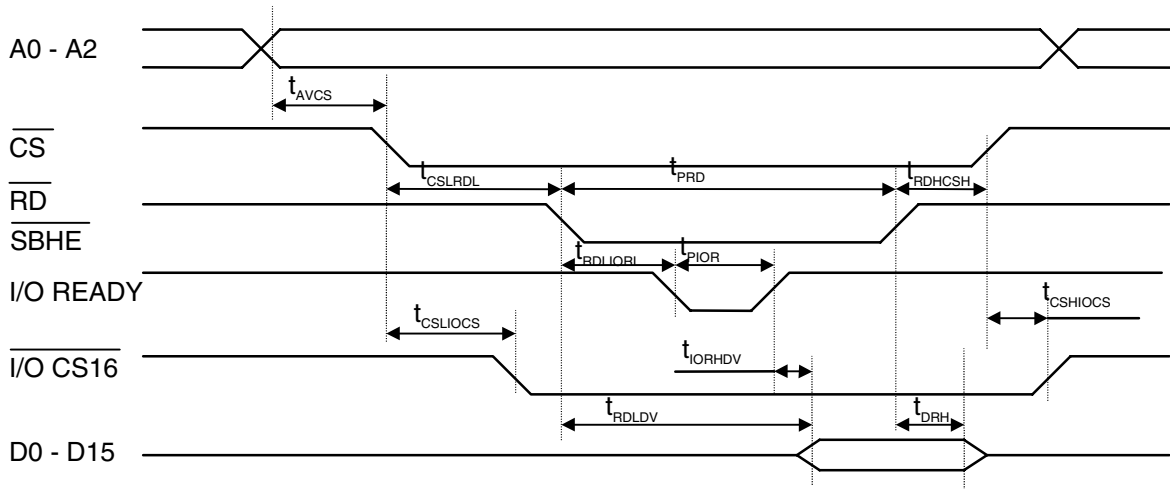 A0 - A2
tAVCS
CS
tCSLRDL
tPRD
tRDHCSH
RD
SBHE
tRDLIORL
tPIOR
I/O READY
tCSHIOCS
tCSLIOCS
I/O CS16
tIORHDV
tRDLDV
tDRH
D0 - D15